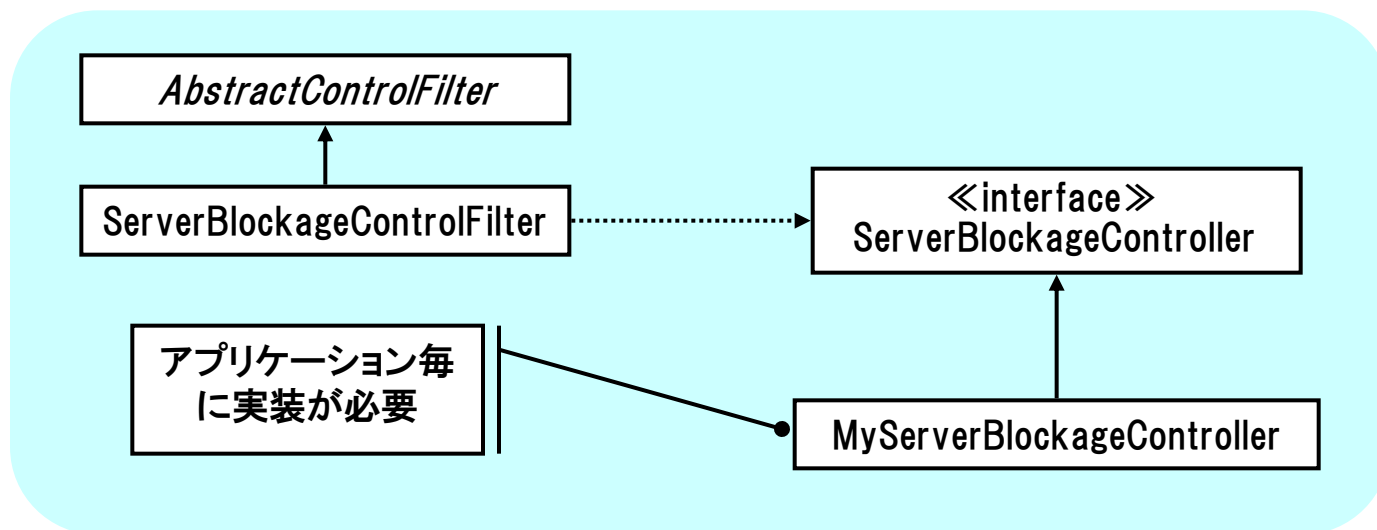 AbstractControlFilter
ServerBlockageControlFilter
≪interface≫
ServerBlockageController
アプリケーション毎
に実装が必要
MyServerBlockageController